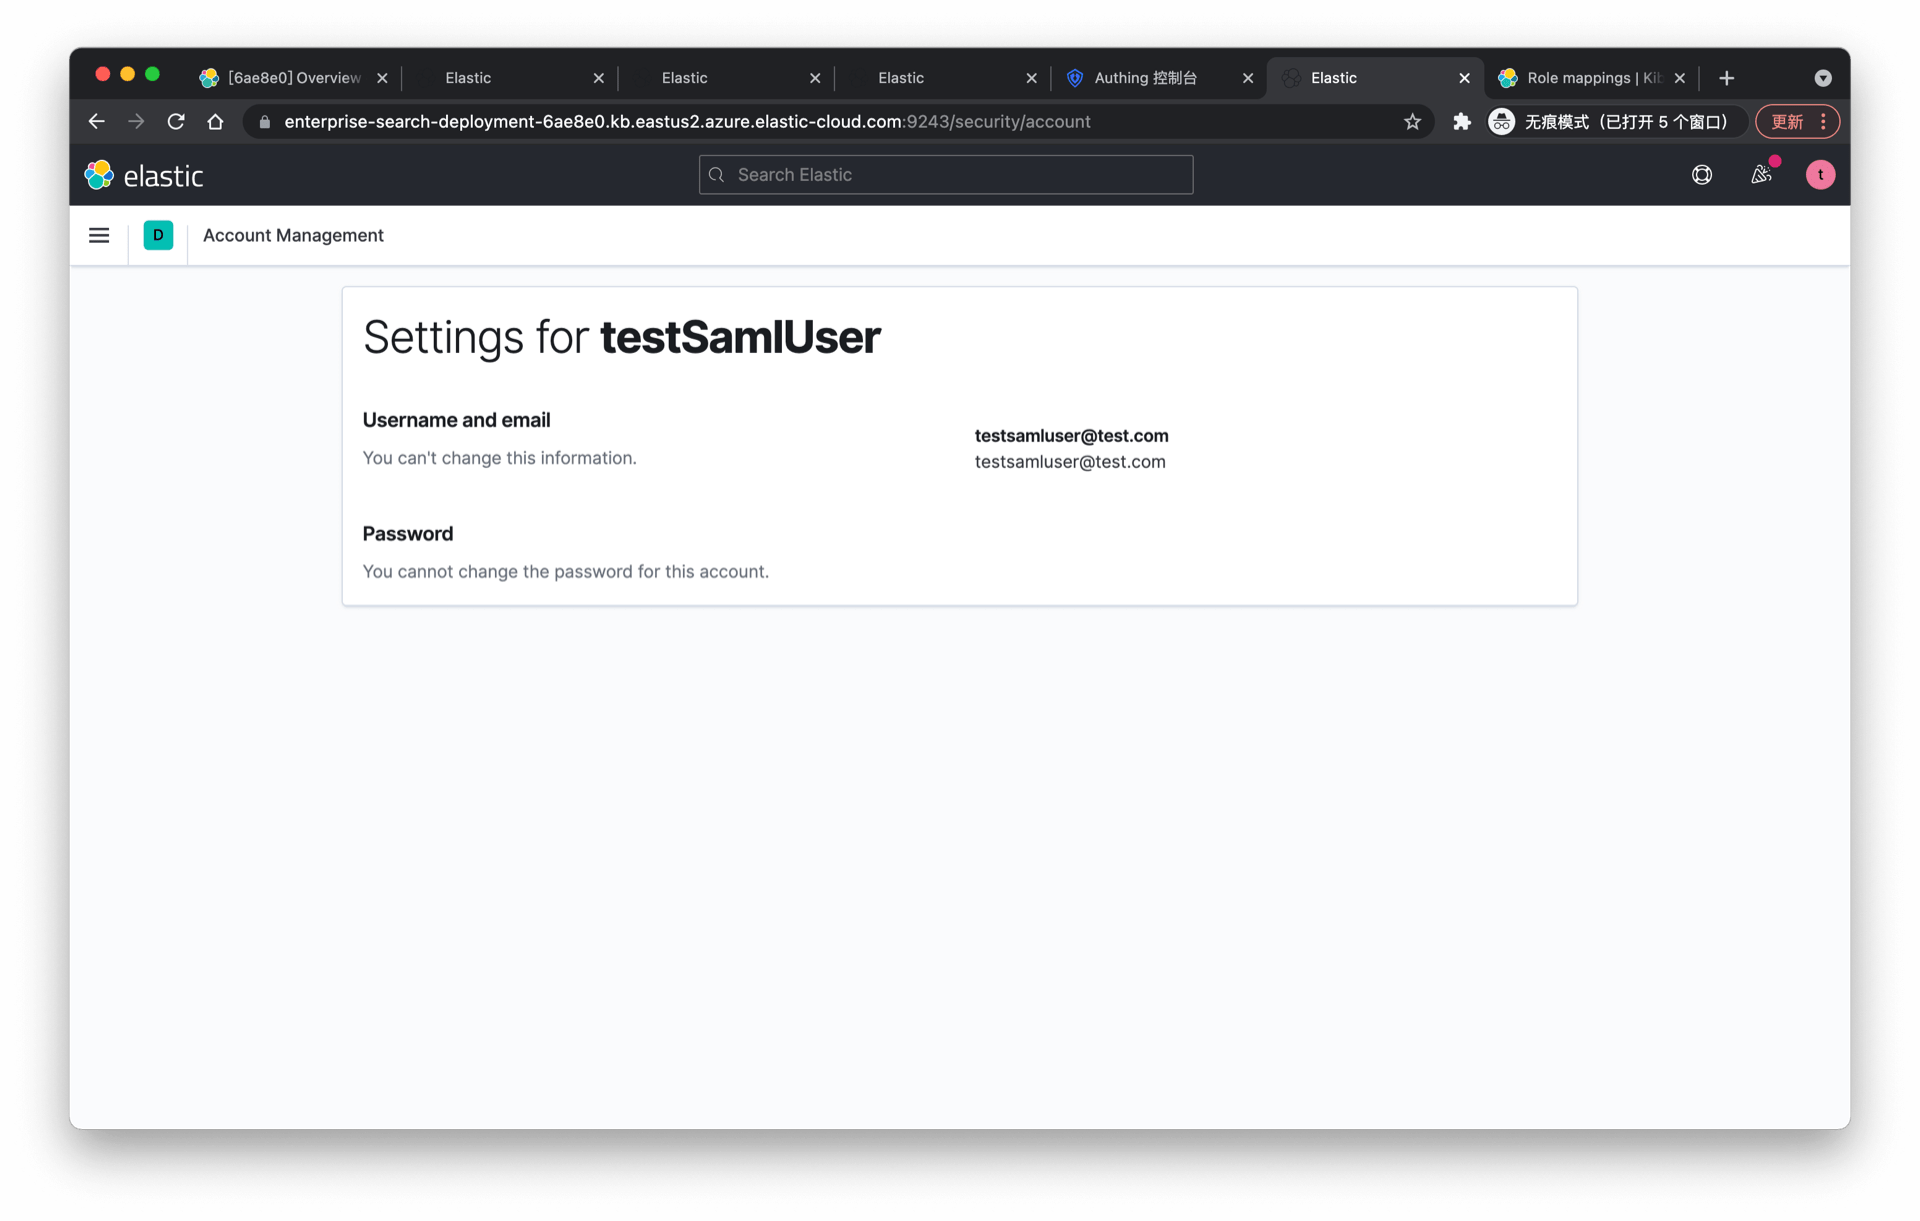 [6ae8e0] Overview
Elastic
Elastic
Elastic
Authing 控制台
Elastic
Role mappings | Kib
enterprise-search-deployment-6ae8e0.kb.eastus2.azure.elastic-cloud.com:9243/security/account
无痕模式（已打开 5 个窗口）
更新
elastic
Search Elastic
t
D
Account Management
Settings for testSamlUser
Username and email
You can't change this information.
testsamluser@test.com
testsamluser@test.com
Password
You cannot change the password for this account.